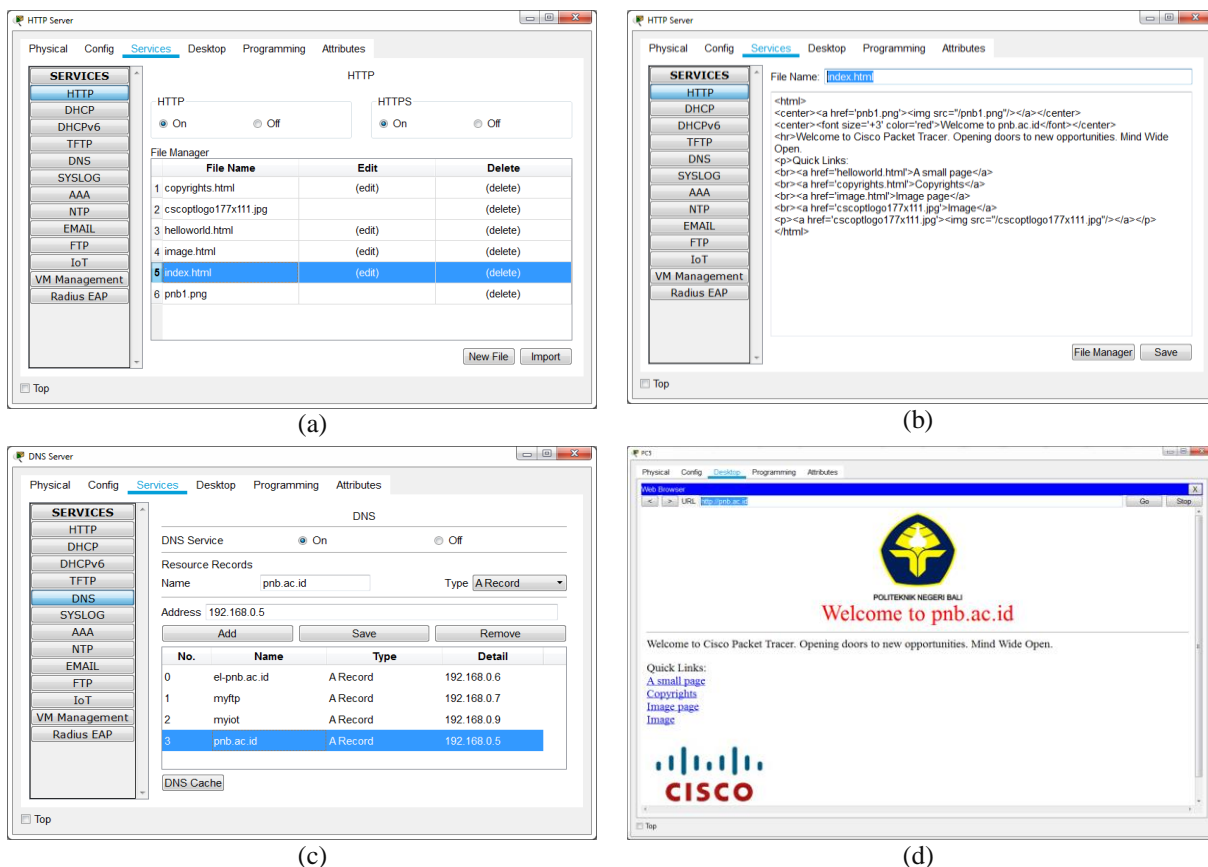 HTTP Server
Physical Config Services Desktop Programming Attributes
SERVICES
HTTP
DHCP
DHCPv6
TFTP
DNS
SYSLOG
AAA
NTP
EMAIL
FTP
IoT
VM Management
Radius EAP
HTTP
HTTP
On Off
HTTPS
On Off
File Manager
File Name Edit Delete
1 copyrights.html (edit) (delete)
2 cscoptlogo177x111.jpg (delete)
3 helloworld.html (edit) (delete)
4 image.html (edit) (delete)
5 index.html (edit) (delete)
6 pnb1.png (delete)
New File Import
Top
(a)
HTTP Server
Physical Config Services Desktop Programming Attributes
SERVICES
HTTP
DHCP
DHCPv6
TFTP
DNS
SYSLOG
AAA
NTP
EMAIL
FTP
IoT
VM Management
Radius EAP
File Name: index.html
<html>
<center><a href='pnb1.png'><img src="/pnb1.png"/></a></center>
<center><font size='+3' color='red'>Welcome to pnb.ac.id</font></center>
<hr>Welcome to Cisco Packet Tracer. Opening doors to new opportunities. Mind Wide
Open.
<p>Quick Links:
<br><a href='helloworld.html'>A small page</a>
<br><a href='copyrights.html'>Copyrights</a>
<br><a href='image.html'>Image page</a>
<br><a href='cscoptlogo177x111.jpg'>Image</a>
<p><a href='cscoptlogo177x111.jpg'><img src="/cscoptlogo177x111.jpg"/></a></p>
</html>
File Manager Save
Top
(b)
DNS Server
Physical Config Services Desktop Programming Attributes
SERVICES
HTTP
DHCP
DHCPv6
TFTP
DNS
SYSLOG
AAA
NTP
EMAIL
FTP
IoT
VM Management
Radius EAP
DNS
DNS Service On Off
Resource Records
Name pnb.ac.id Type A Record
Address 192.168.0.5
Add Save Remove
No. Name Type Detail
0 el-pnb.ac.id A Record 192.168.0.6
1 myftp A Record 192.168.0.7
2 myiot A Record 192.168.0.9
3 pnb.ac.id A Record 192.168.0.5
DNS Cache
Top
(c)
PC5
Physical Config Desktop Programming Attributes
Web Browser X
< > URL http://pnb.ac.id Go Stop
POLITEKNIK NEGERI BALI
Welcome to pnb.ac.id
Welcome to Cisco Packet Tracer. Opening doors to new opportunities. Mind Wide Open.
Quick Links:
A small page
Copyrights
Image page
Image
CISCO
Top
(d)